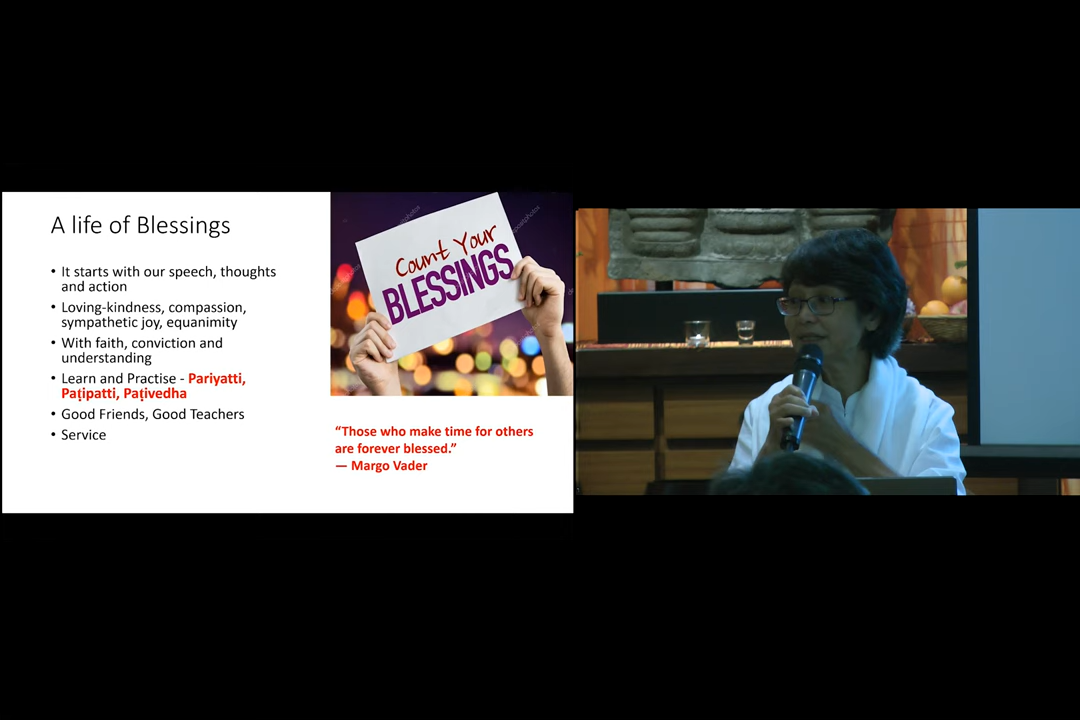 A life of Blessings
• It starts with our speech, thoughts
and action
• Loving-kindness, compassion,
sympathetic joy, equanimity
• With faith, conviction and
understanding
• Learn and Practise - Pariyatti,
Paṭipatti, Paṭivedha
• Good Friends, Good Teachers
• Service
Count Your
BLESSINGS
“Those who make time for others
are forever blessed.”
— Margo Vader